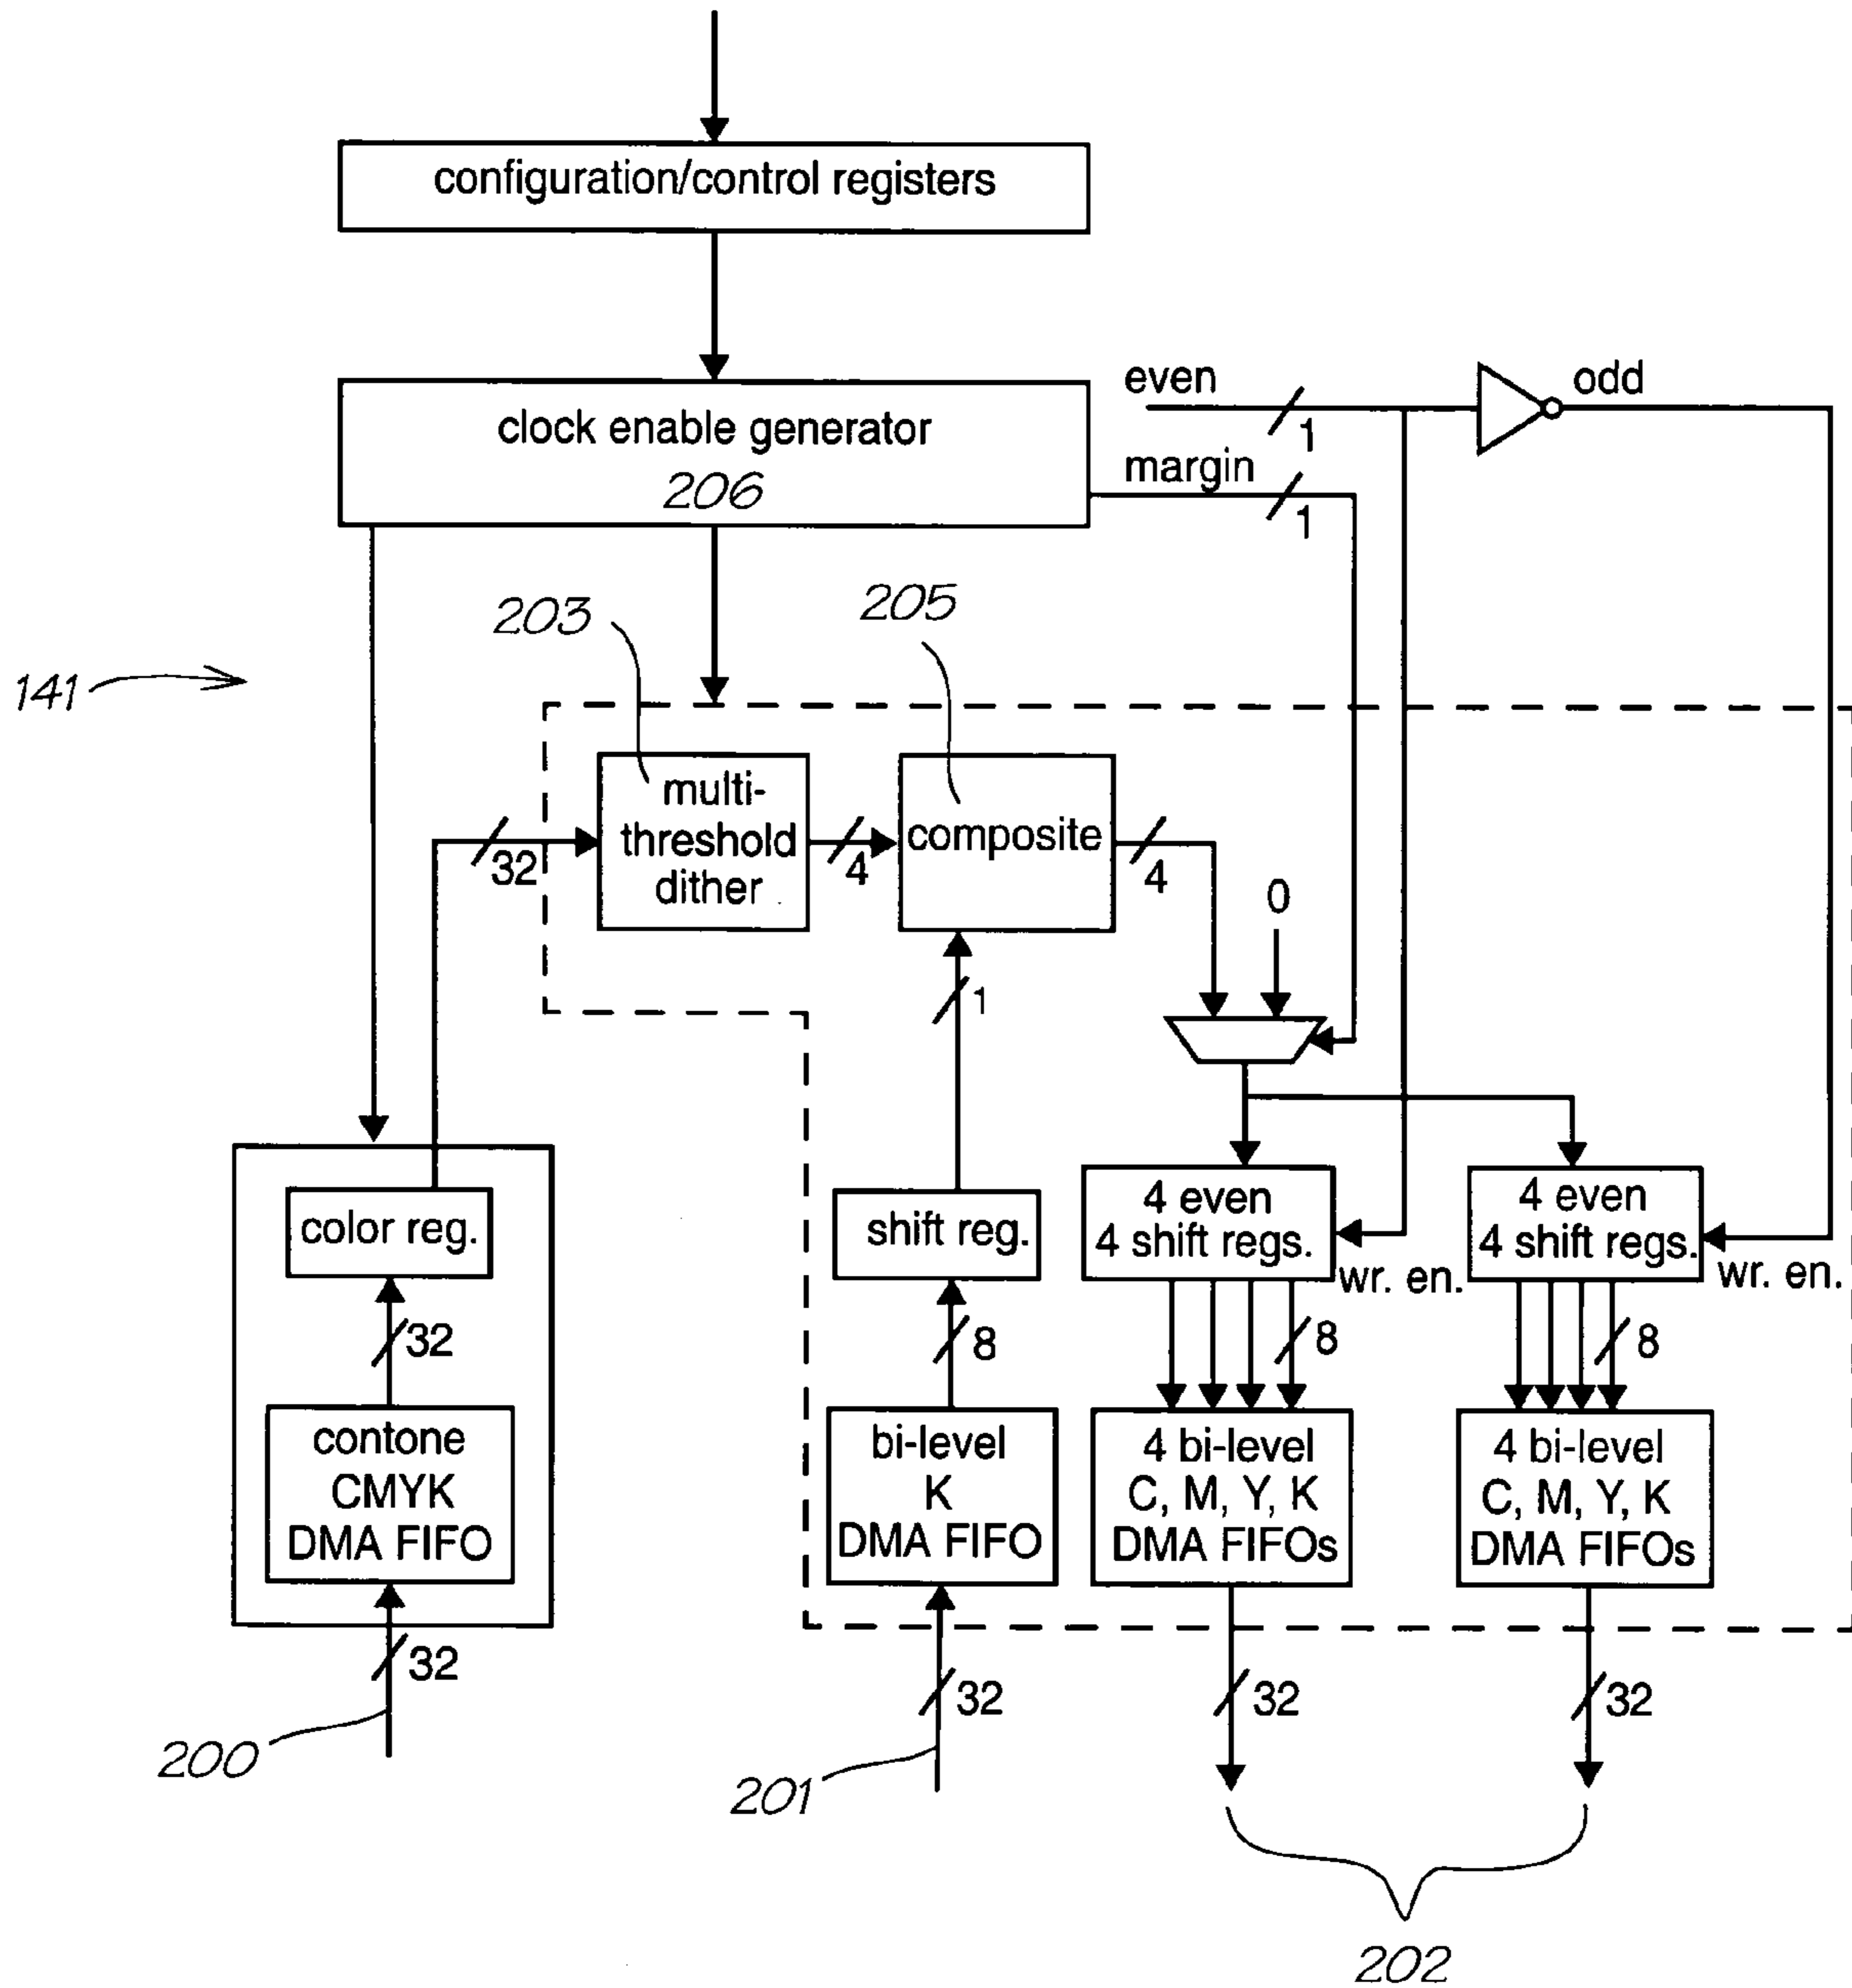 configuration/control registers
clock enable generator
206
even
1
odd
margin
1
203
205
141
32
multi-
threshold
dither
4
composite
4
0
1
color reg.
shift reg.
4 even
4 shift regs.
wr. en.
4 even
4 shift regs.
wr. en.
32
8
8
8
contone
CMYK
DMA FIFO
bi-level
K
DMA FIFO
4 bi-level
C, M, Y, K
DMA FIFOs
4 bi-level
C, M, Y, K
DMA FIFOs
32
32
32
32
200
201
202